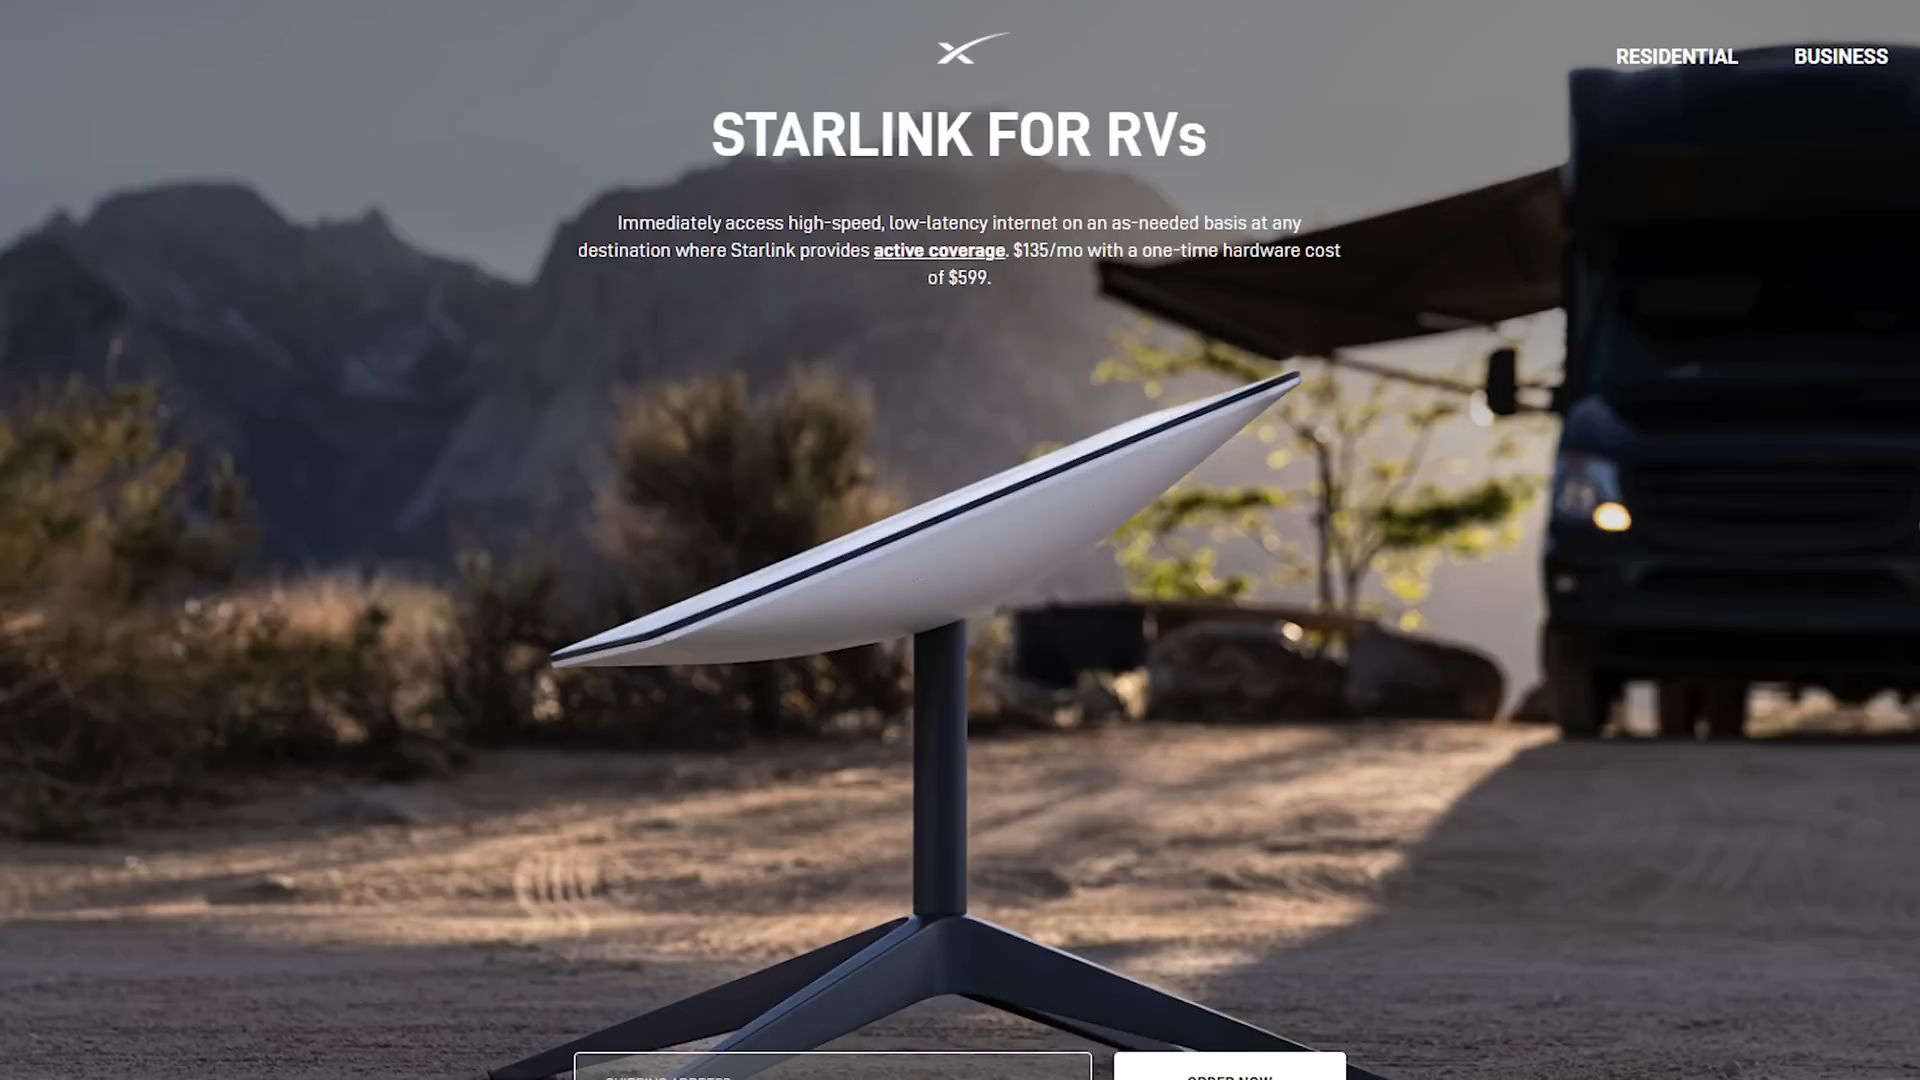 RESIDENTIAL BUSINESS
STARLINK FOR RVs
Immediately access high-speed, low-latency internet on an as-needed basis at any
destination where Starlink provides active coverage. $135/mo with a one-time hardware cost
of $599.